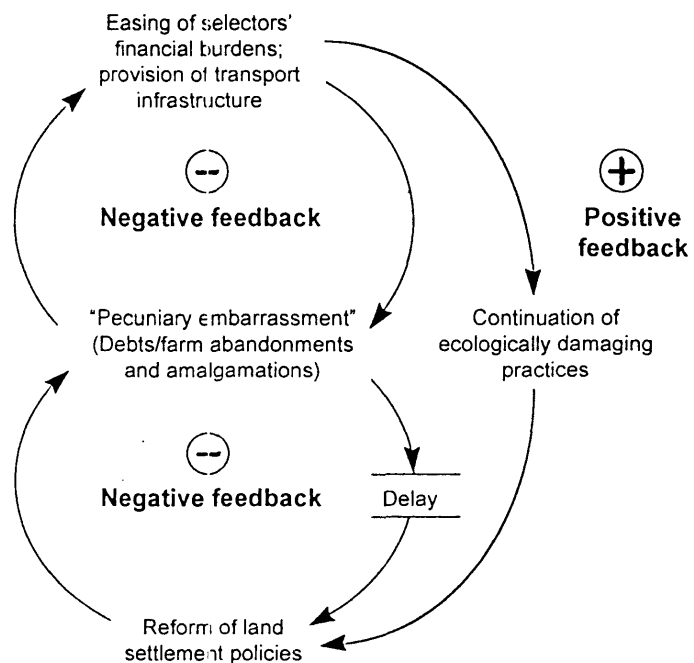 Easing of selectors'
financial burdens;
provision of transport
infrastructure
--
Negative feedback
+
Positive
feedback
"Pecuniary embarrassment"
(Debts/farm abandonments
and amalgamations)
Continuation of
ecologically damaging
practices
--
Negative feedback
Delay
Reform of land
settlement policies